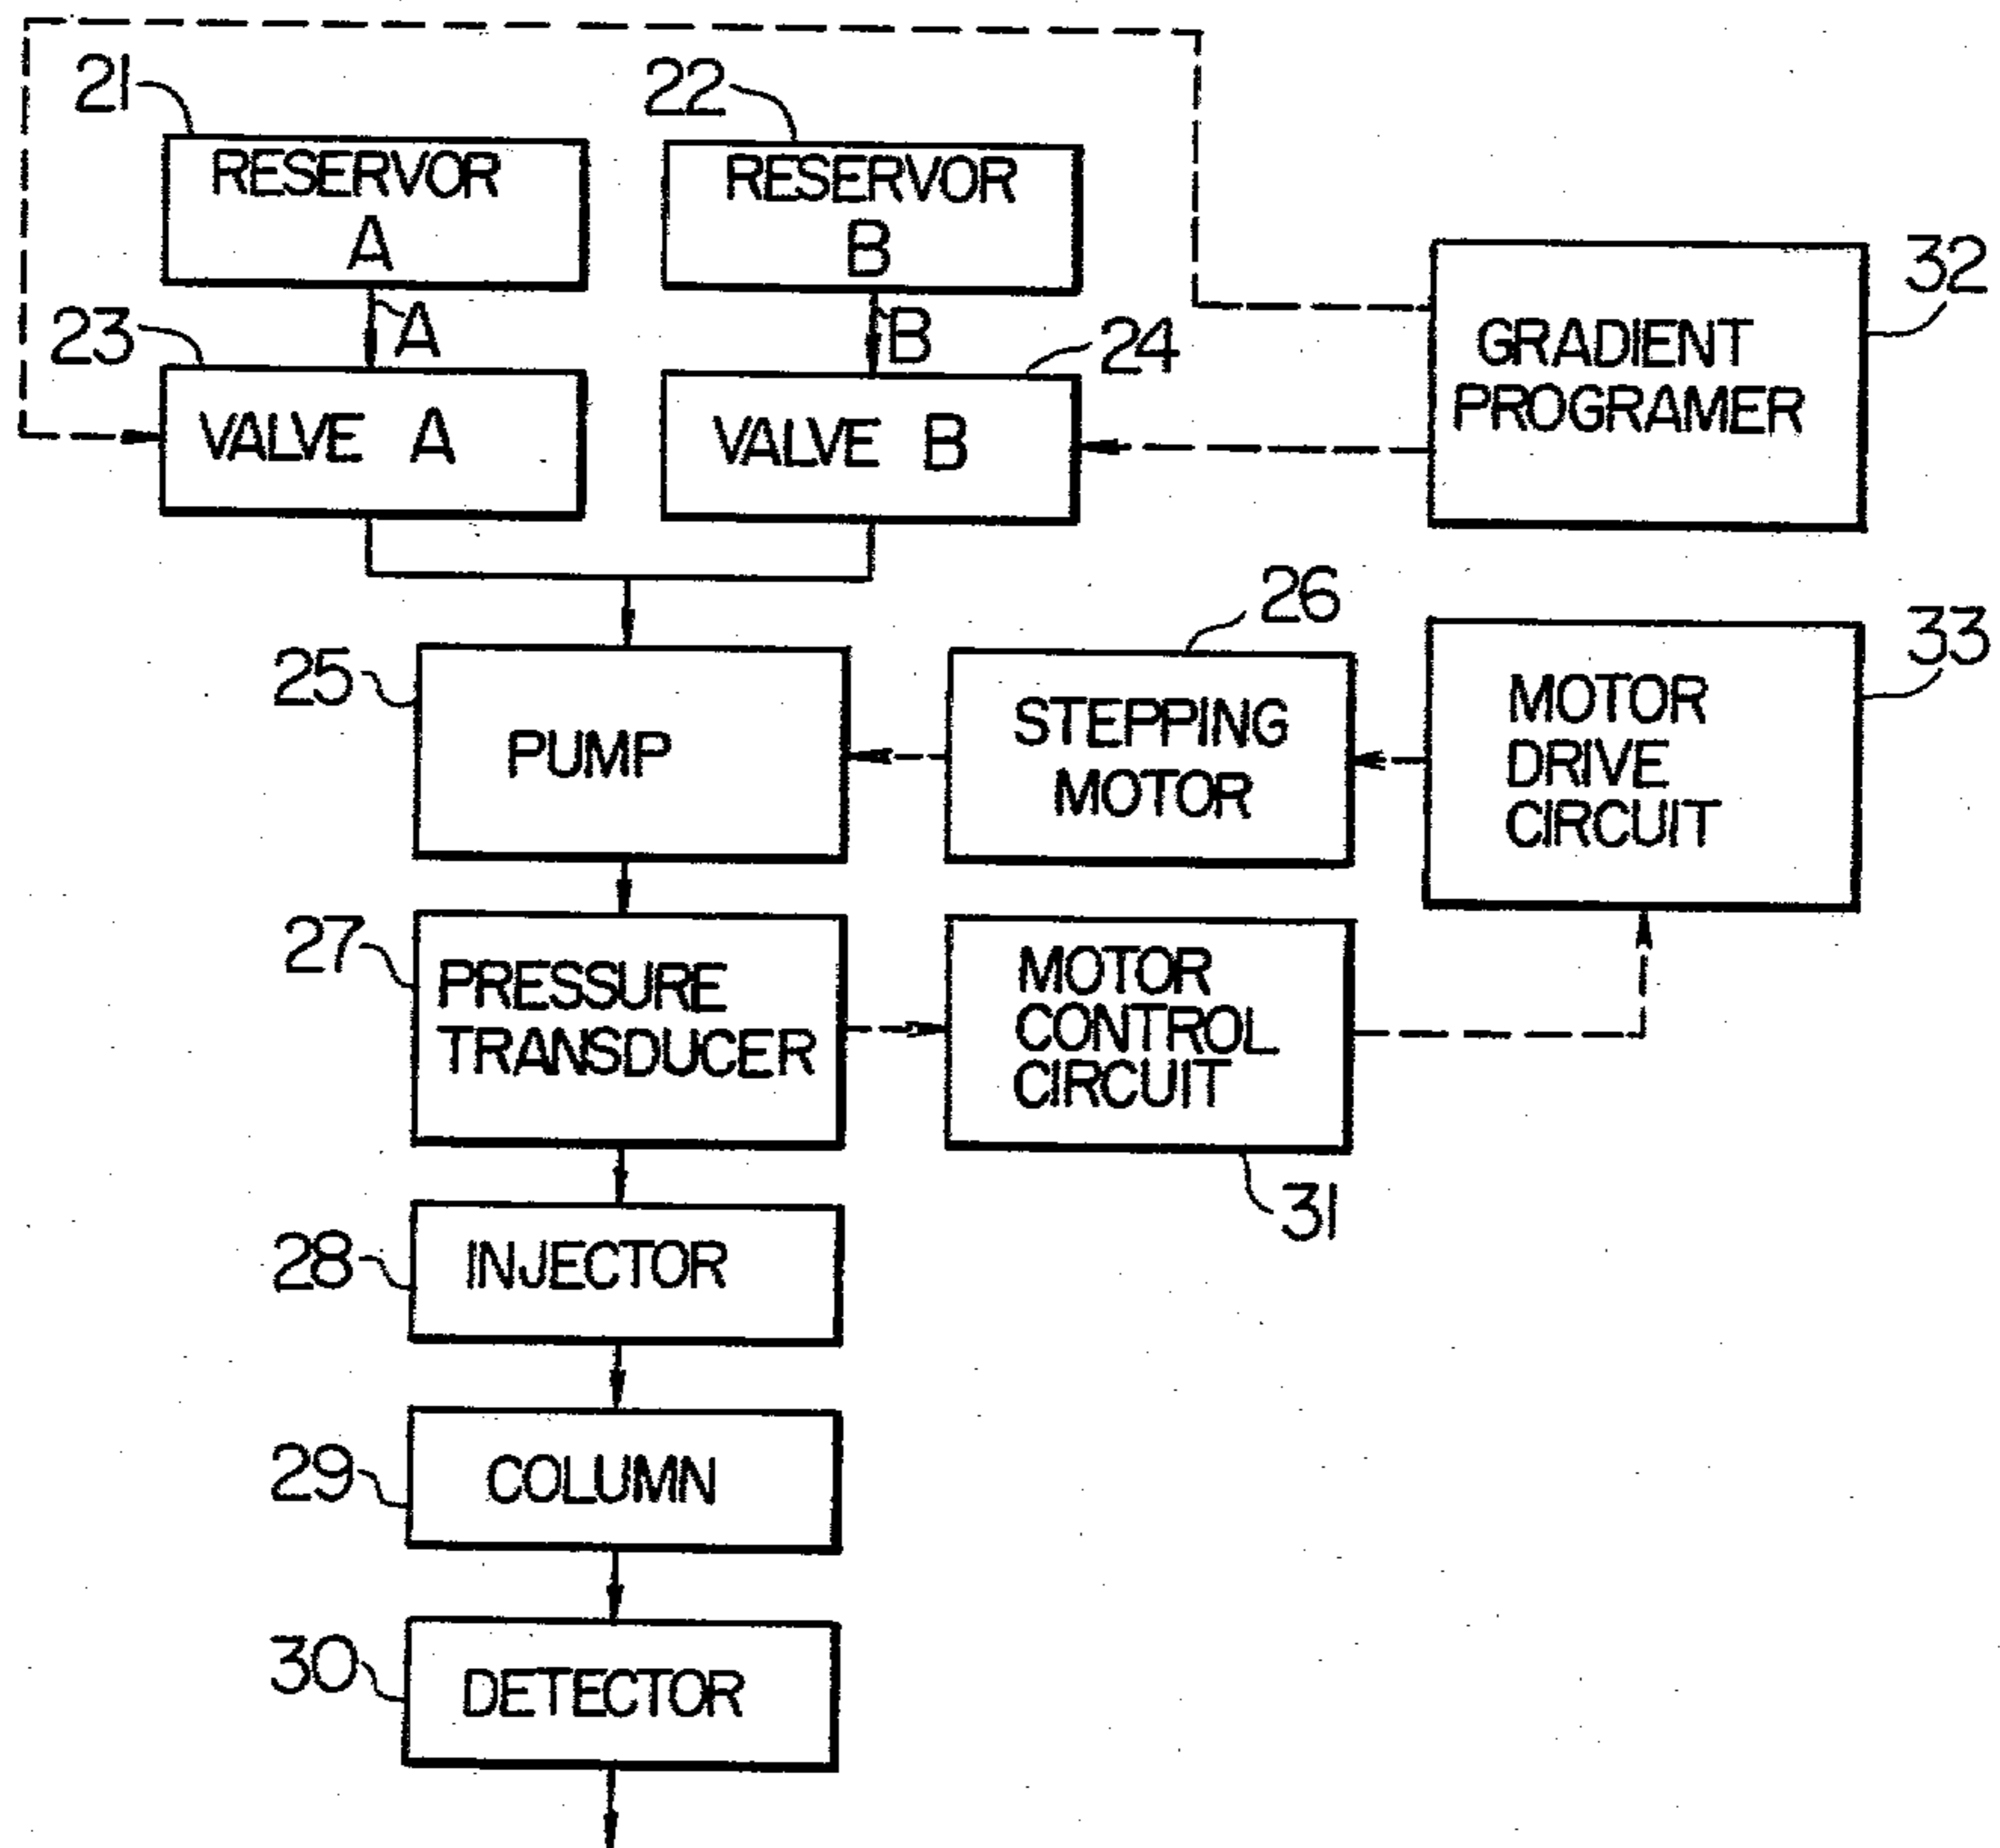 21
22
RESERVOR
A
RESERVOR
B
32
A
B
23
24
GRADIENT
PROGRAMER
VALVE A
VALVE B
26
33
25
PUMP
STEPPING
MOTOR
MOTOR
DRIVE
CIRCUIT
27
PRESSURE
TRANSDUCER
MOTOR
CONTROL
CIRCUIT
31
28
INJECTOR
29
COLUMN
30
DETECTOR